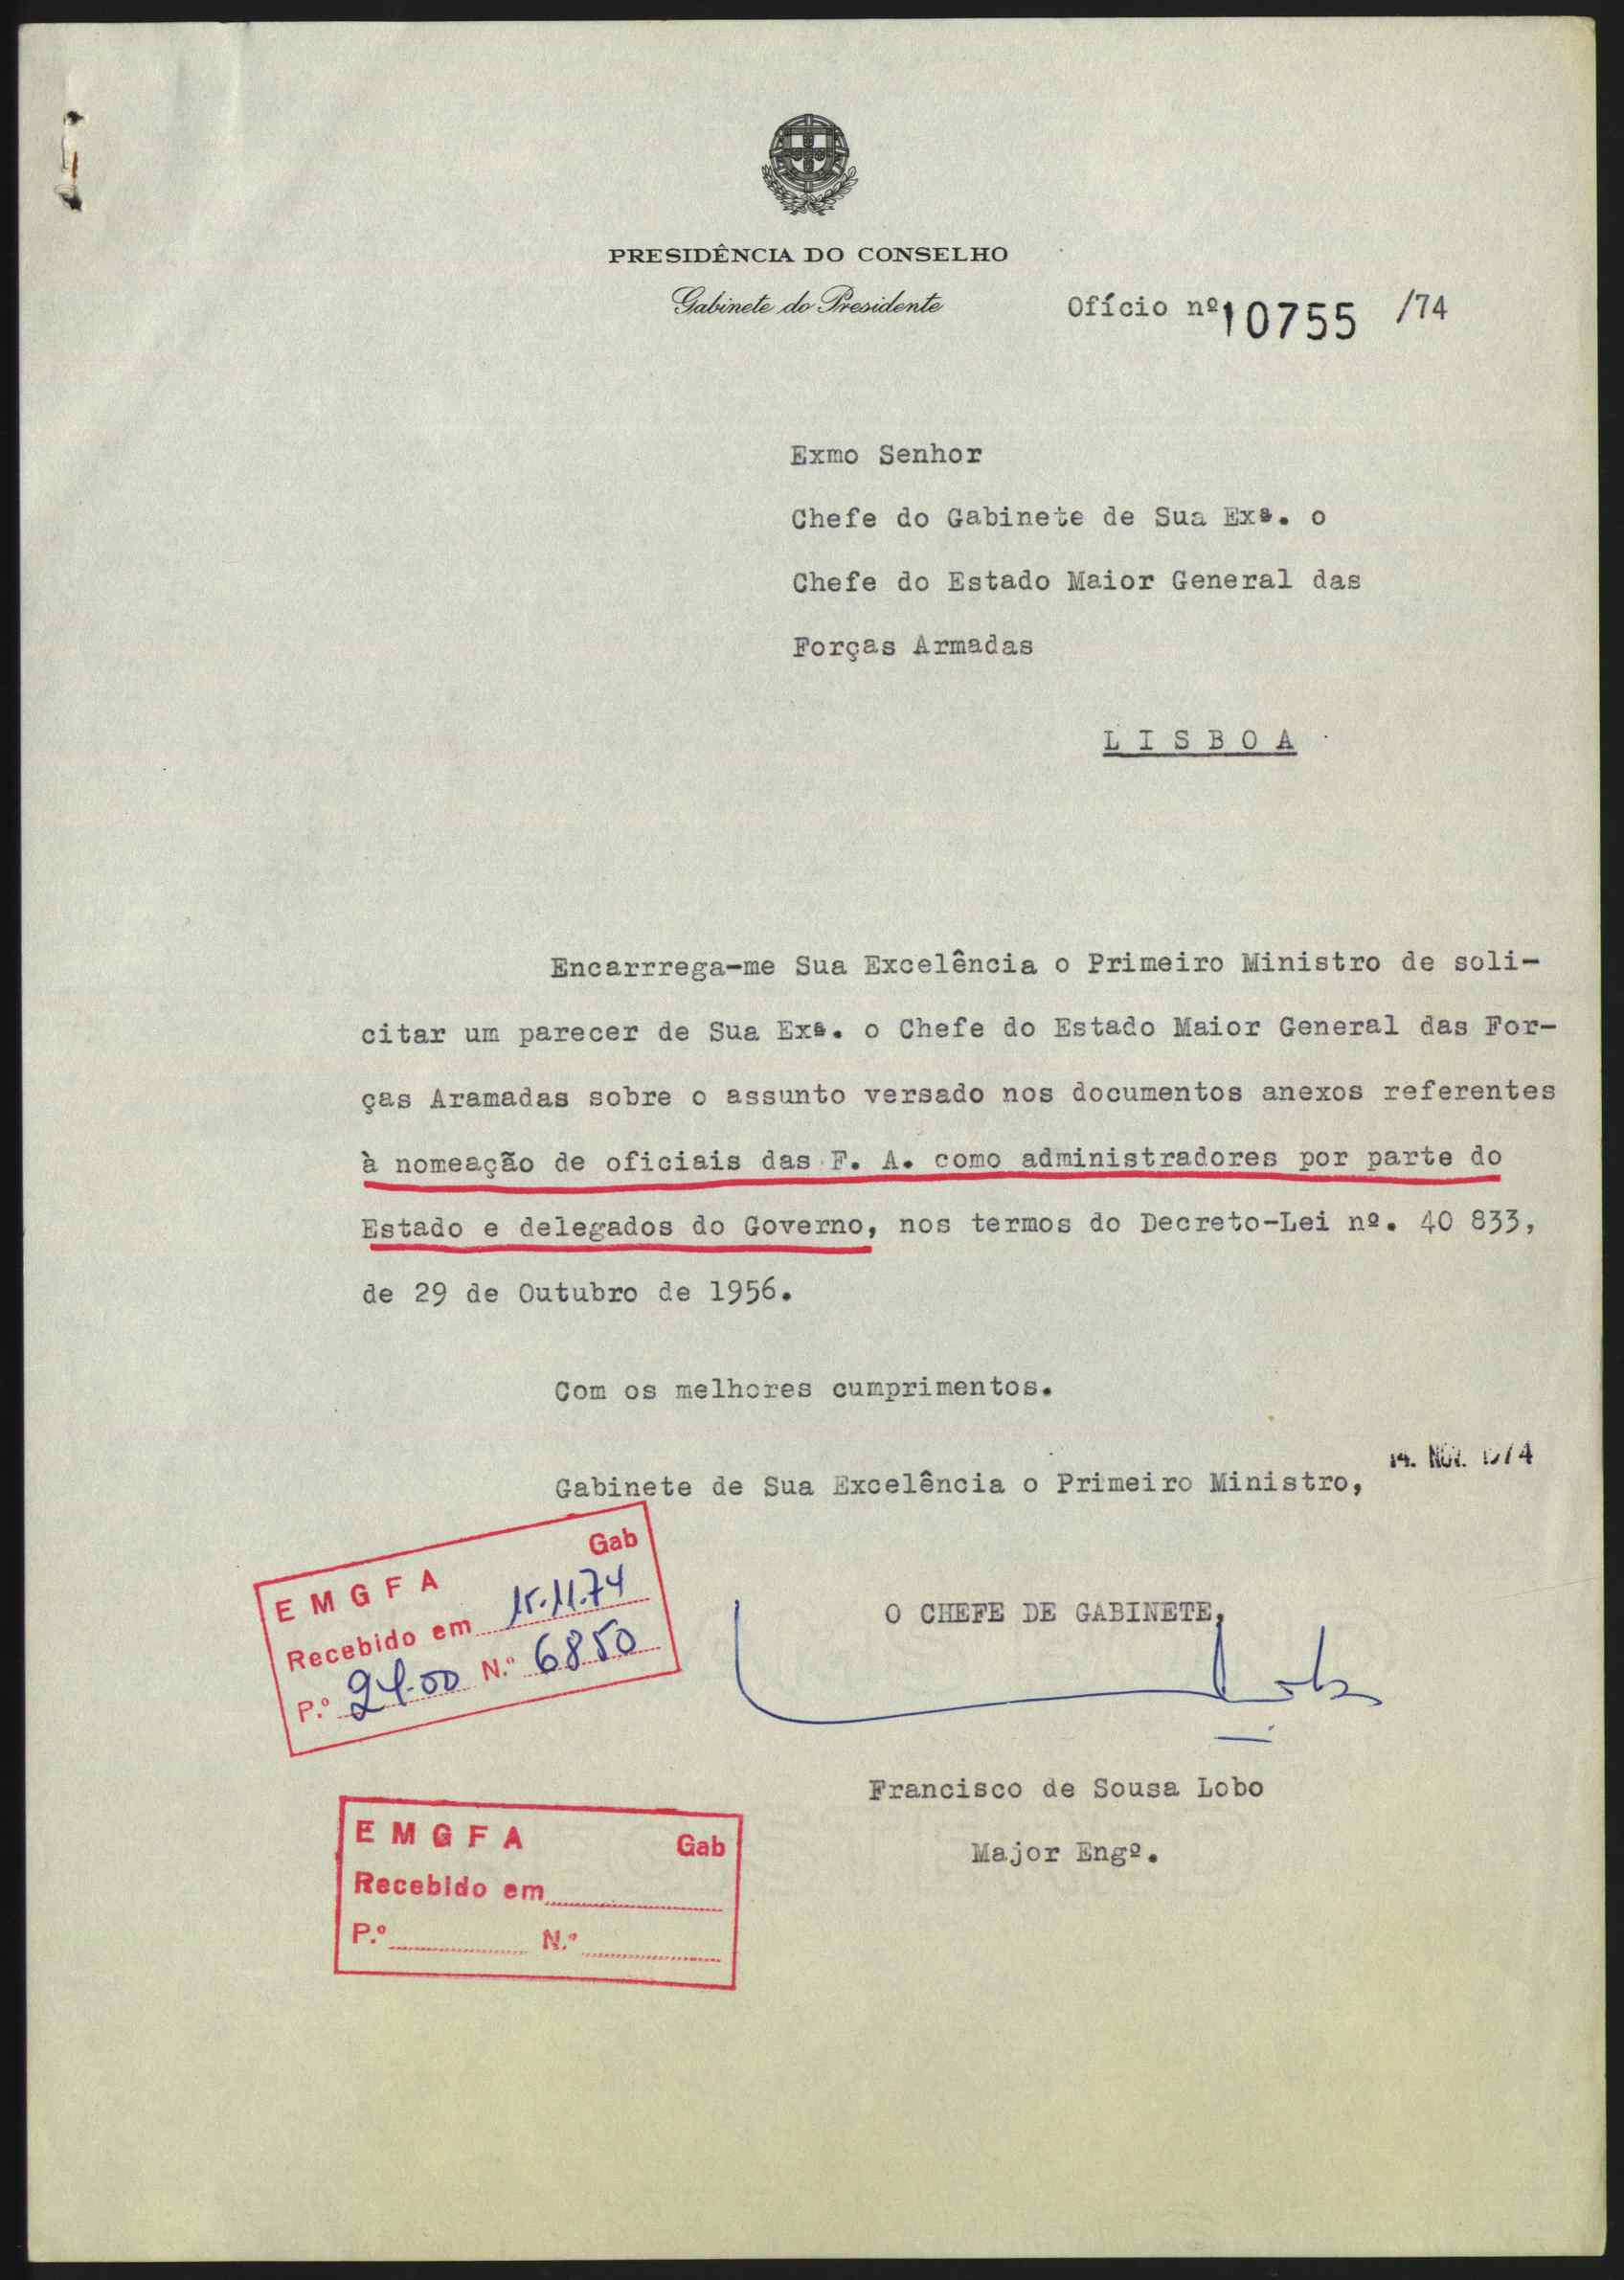 PRESIDÊNCIA DO CONSELHO
Gabinete do Presidente
Ofício nº 10755 /74
Exmo Senhor
Chefe do Gabinete de Sua Exª. o
Chefe do Estado Maior General das
Forças Armadas
L I S B O A
Encarrrega-me Sua Excelência o Primeiro Ministro de soli-
citar um parecer de Sua Exª. o Chefe do Estado Maior General das For-
ças Aramadas sobre o assunto versado nos documentos anexos referentes
à nomeação de oficiais das F. A. como administradores por parte do
Estado e delegados do Governo, nos termos do Decreto-Lei nº. 40 833,
de 29 de Outubro de 1956.
Com os melhores cumprimentos.
14. NOV. 1974
Gabinete de Sua Excelência o Primeiro Ministro,
E M G F A Gab
Recebido em 15.11.74
P.º 24.00 N.º 6850
O CHEFE DE GABINETE,
Lobo
Francisco de Sousa Lobo
Major Engº.
E M G F A Gab
Recebido em
P.º N.º